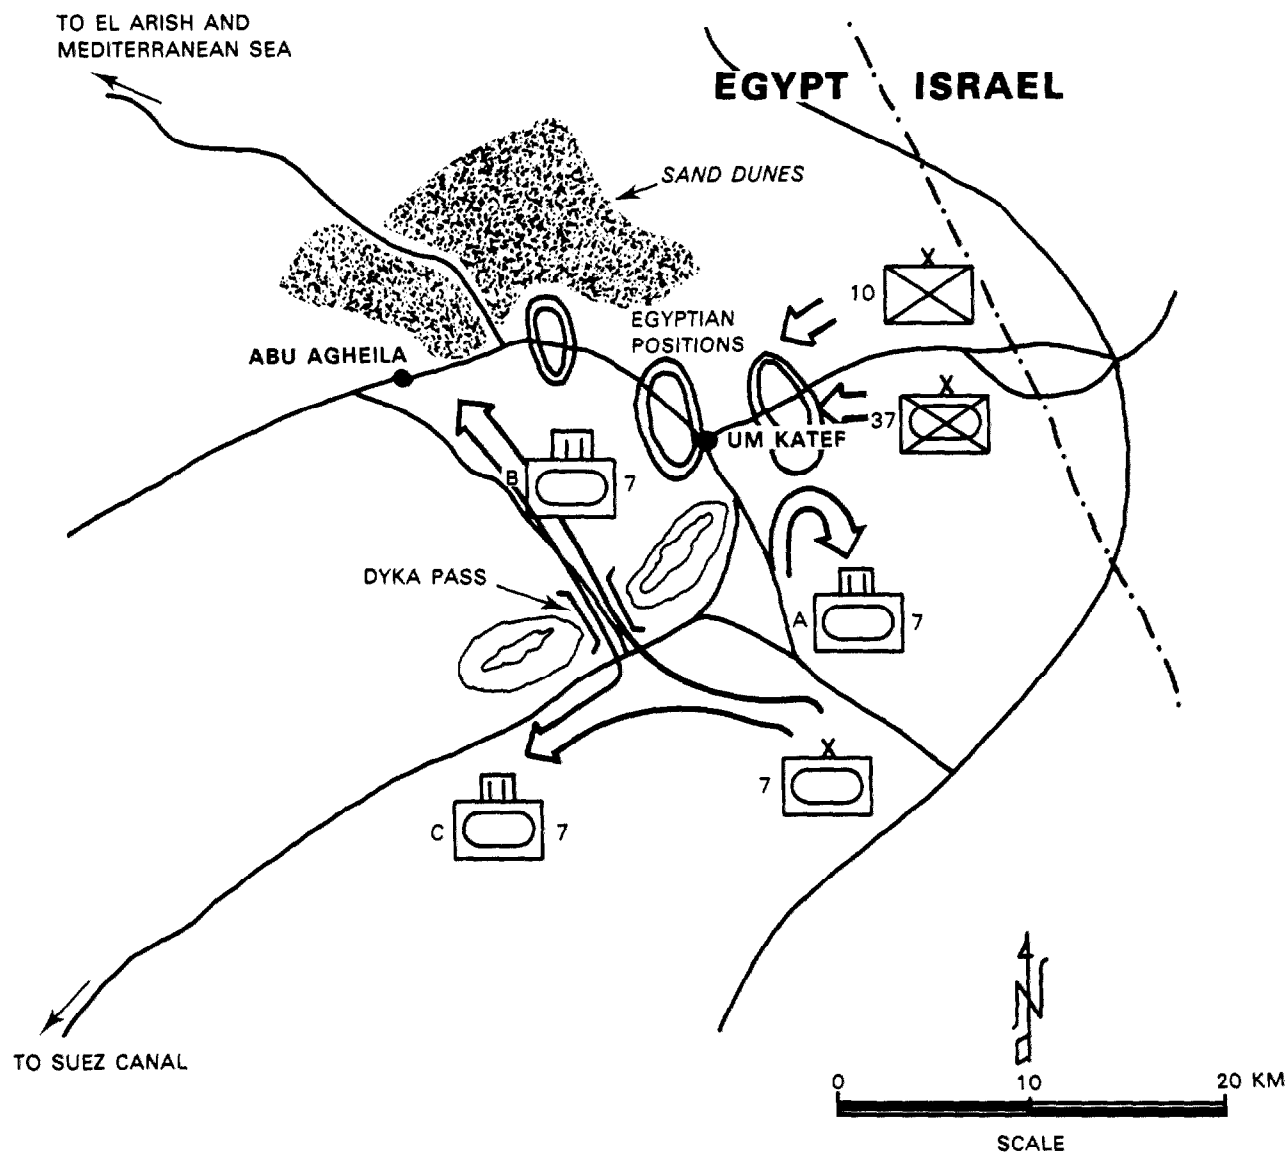 TO EL ARISH AND
MEDITERRANEAN SEA
EGYPT ISRAEL
SAND DUNES
X
10
EGYPTIAN
POSITIONS
ABU AGHEILA
X
37
UM KATEF
B 7
DYKA PASS
A 7
X
7
C 7
N
TO SUEZ CANAL
0 10 20 KM
SCALE